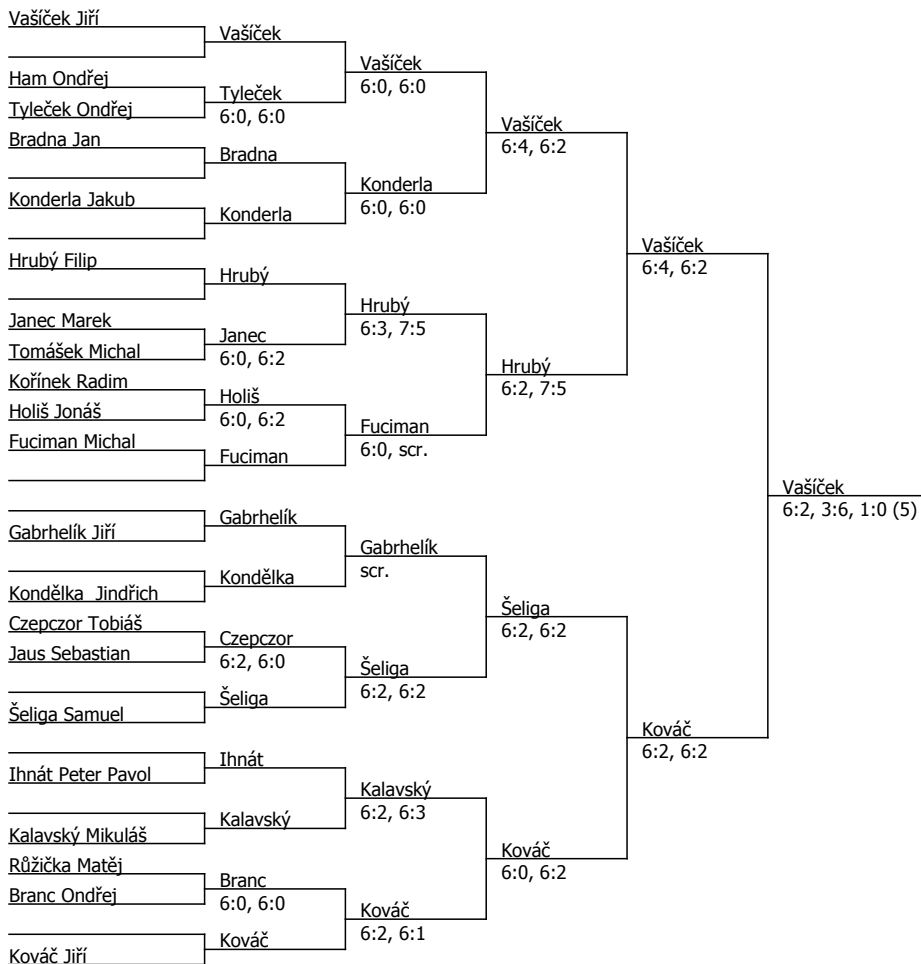 Vašíček Jiří
Vašíček
Vašíček
6:0, 6:0
Ham Ondřej
Tyleček
6:0, 6:0
Tyleček Ondřej
Vašíček
6:4, 6:2
Bradna Jan
Bradna
Konderla
6:0, 6:0
Konderla Jakub
Konderla
Vašíček
6:4, 6:2
Hrubý Filip
Hrubý
Hrubý
6:3, 7:5
Janec Marek
Janec
6:0, 6:2
Tomášek Michal
Hrubý
6:2, 7:5
Kořínek Radim
Holiš
6:0, 6:2
Holiš Jonáš
Fuciman
6:0, scr.
Fuciman Michal
Fuciman
Vašíček
6:2, 3:6, 1:0 (5)
Gabrhelík
Gabrhelík Jiří
Gabrhelík
scr.
Kondělka
Kondělka  Jindřich
Šeliga
6:2, 6:2
Czepczor Tobiáš
Czepczor
6:2, 6:0
Jaus Sebastian
Šeliga
6:2, 6:2
Šeliga
Šeliga Samuel
Kováč
6:2, 6:2
Ihnát
Ihnát Peter Pavol
Kalavský
6:2, 6:3
Kalavský
Kalavský Mikuláš
Kováč
6:0, 6:2
Růžička Matěj
Branc
6:0, 6:0
Branc Ondřej
Kováč
6:2, 6:1
Kováč
Kováč Jiří